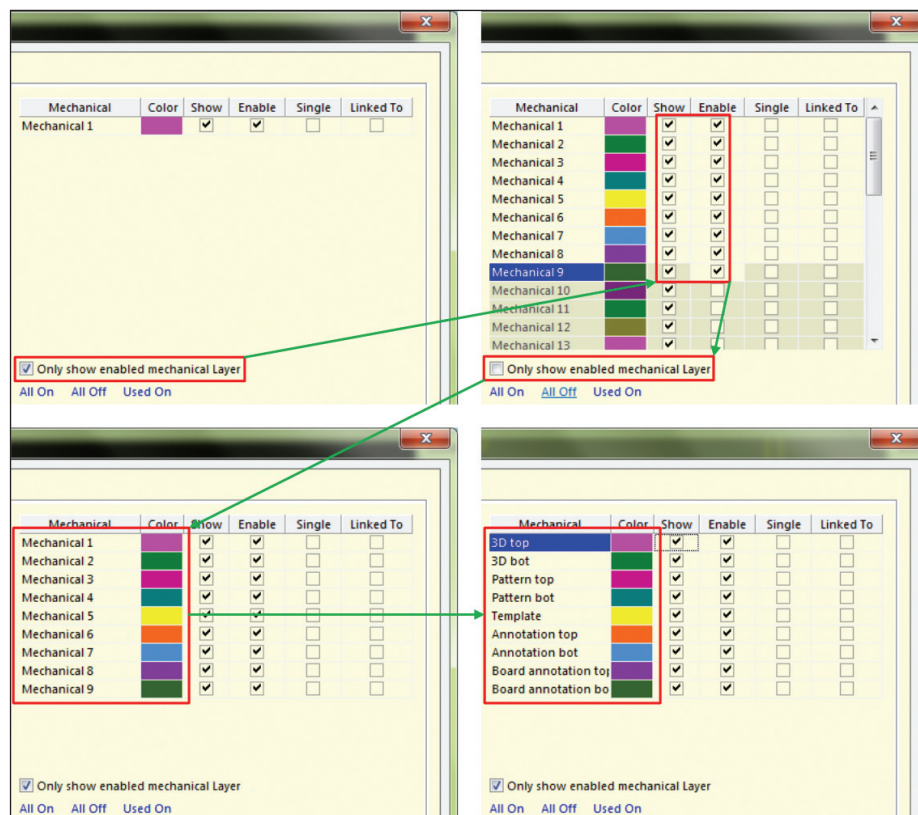 Mechanical Color Show Enable Single Linked To
Mechanical 1
Only show enabled mechanical Layer
All On All Off Used On
Mechanical Color Show Enable Single Linked To
Mechanical 1
Mechanical 2
Mechanical 3
Mechanical 4
Mechanical 5
Mechanical 6
Mechanical 7
Mechanical 8
Mechanical 9
Mechanical 10
Mechanical 11
Mechanical 12
Mechanical 13
Only show enabled mechanical Layer
All On All Off Used On
Mechanical Color Show Enable Single Linked To
Mechanical 1
Mechanical 2
Mechanical 3
Mechanical 4
Mechanical 5
Mechanical 6
Mechanical 7
Mechanical 8
Mechanical 9
Only show enabled mechanical Layer
All On All Off Used On
Mechanical Color Show Enable Single Linked To
3D top
3D bot
Pattern top
Pattern bot
Template
Annotation top
Annotation bot
Board annotation top
Board annotation bo
Only show enabled mechanical Layer
All On All Off Used On